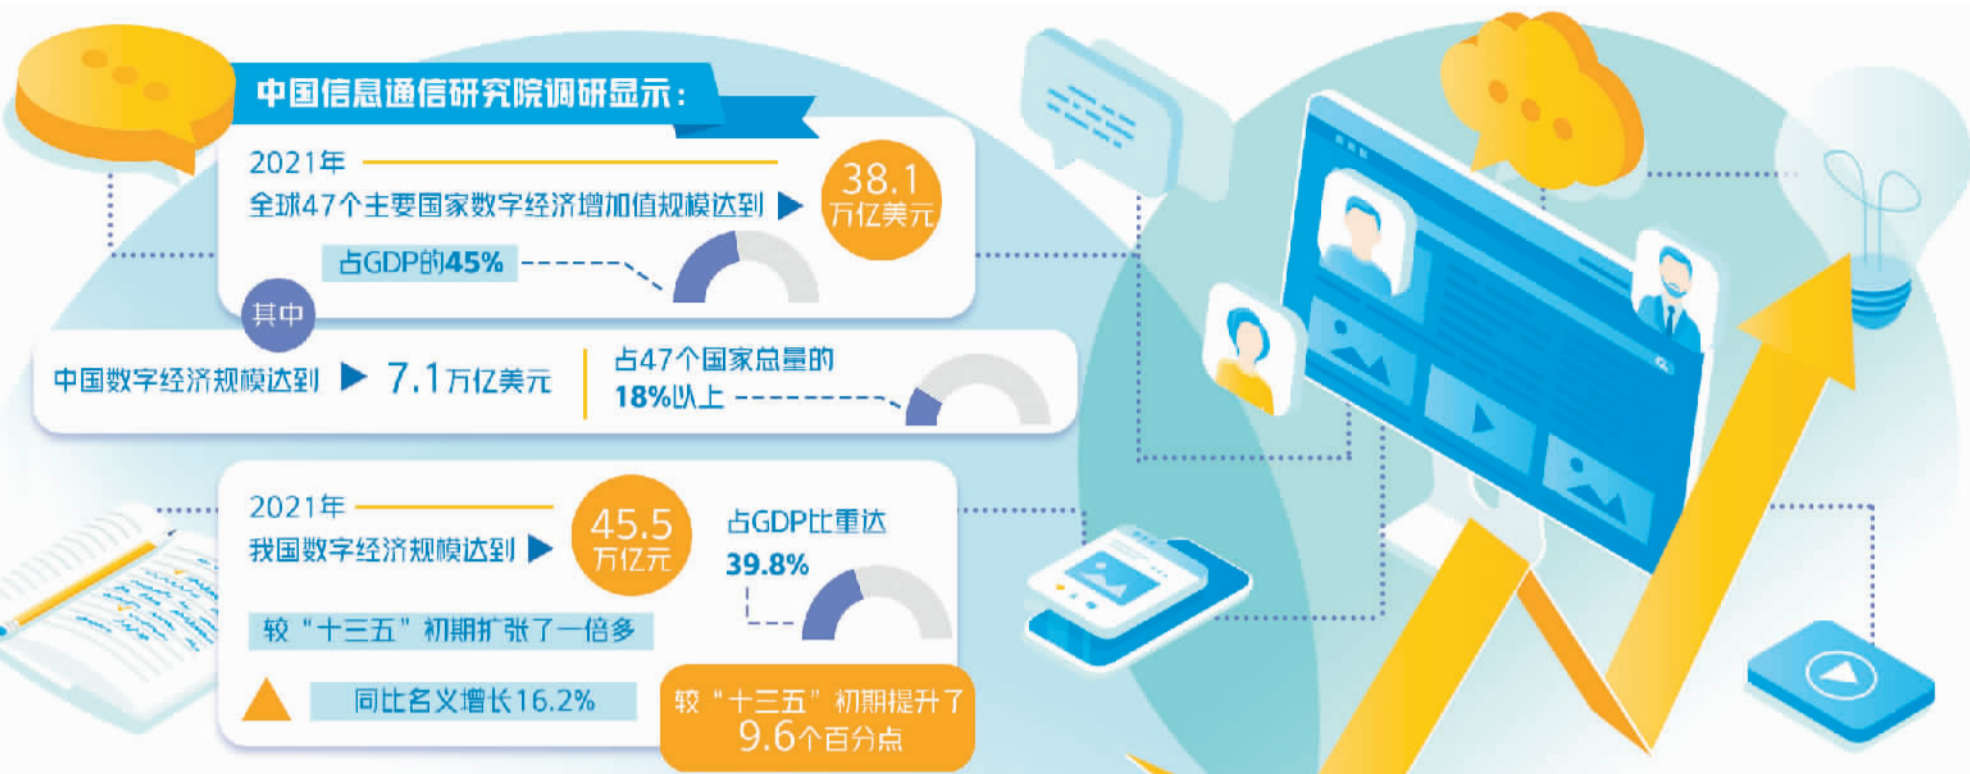 中国信息通信研究院调研显示：
2021年
全球47个主要国家数字经济增加值规模达到
38.1
万亿美元
占GDP的45%
其中
中国数字经济规模达到
7.1万亿美元
占47个国家总量的
18%以上
2021年
我国数字经济规模达到
45.5
万亿元
占GDP比重达
39.8%
较“十三五”初期扩张了一倍多
同比名义增长16.2%
较“十三五”初期提升了
9.6个百分点